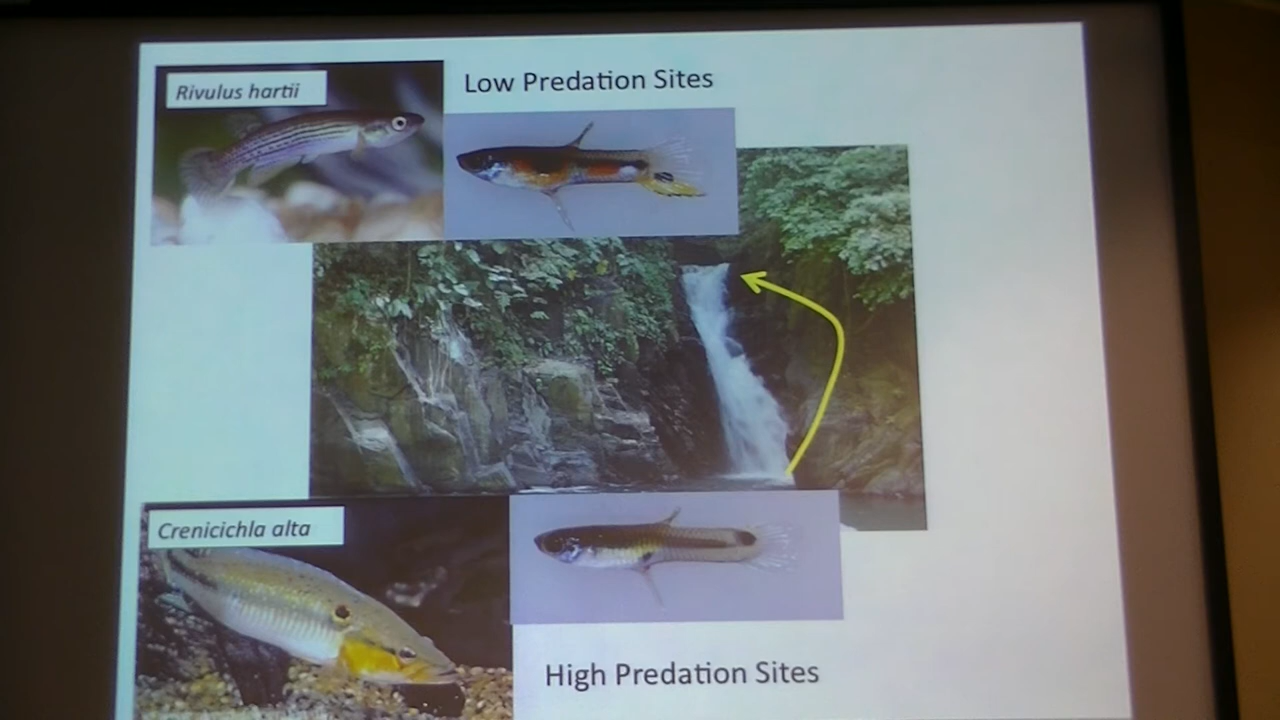 Rivulus hartii
Low Predation Sites
Crenicichla alta
High Predation Sites